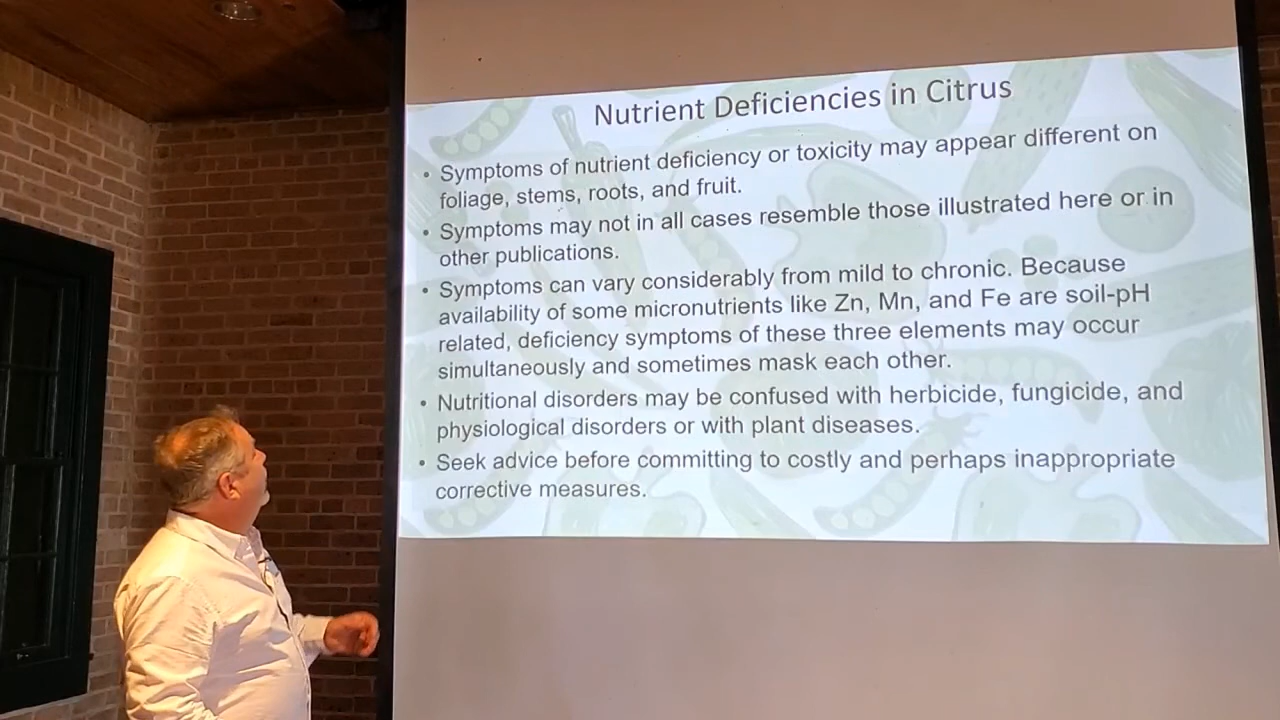 Nutrient Deficiencies in Citrus
• Symptoms of nutrient deficiency or toxicity may appear different on
foliage, stems, roots, and fruit.
• Symptoms may not in all cases resemble those illustrated here or in
other publications.
• Symptoms can vary considerably from mild to chronic. Because
availability of some micronutrients like Zn, Mn, and Fe are soil-pH
related, deficiency symptoms of these three elements may occur
simultaneously and sometimes mask each other.
• Nutritional disorders may be confused with herbicide, fungicide, and
physiological disorders or with plant diseases.
• Seek advice before committing to costly and perhaps inappropriate
corrective measures.